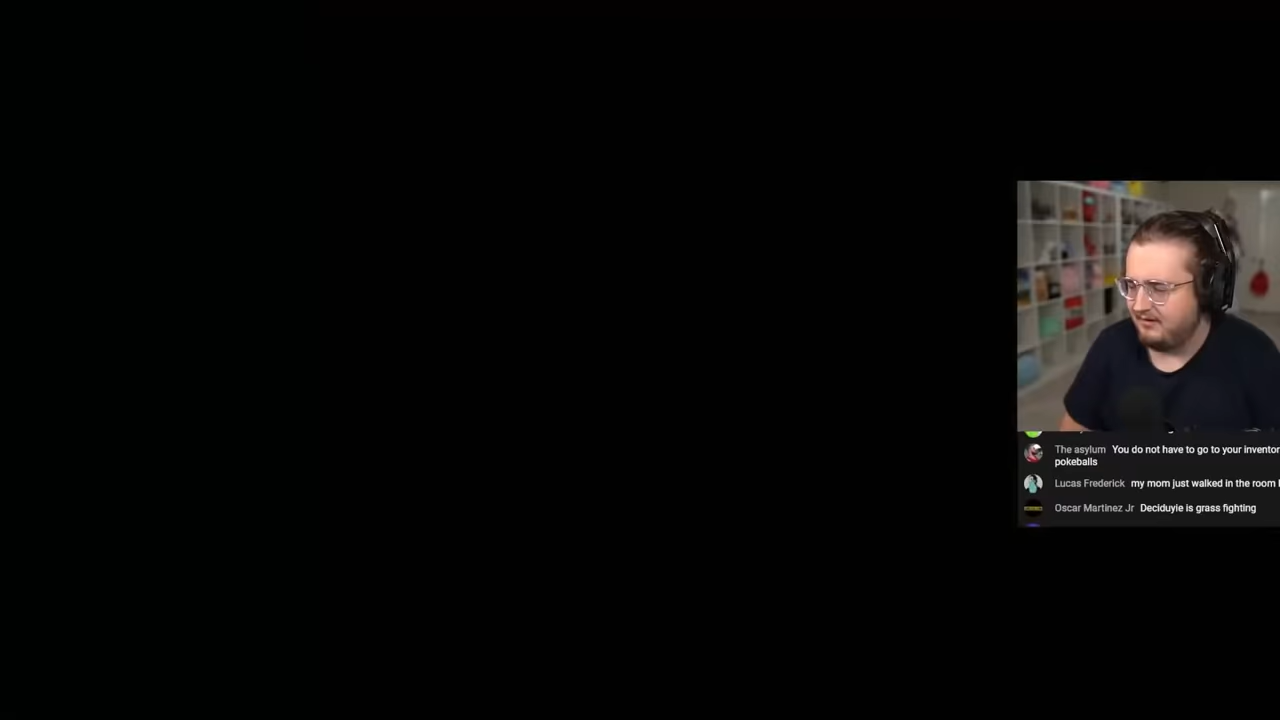 The asylum You do not have to go to your inventor
pokeballs
Lucas Frederick my mom just walked in the room
Oscar Martinez Jr Deciduyie is grass fighting